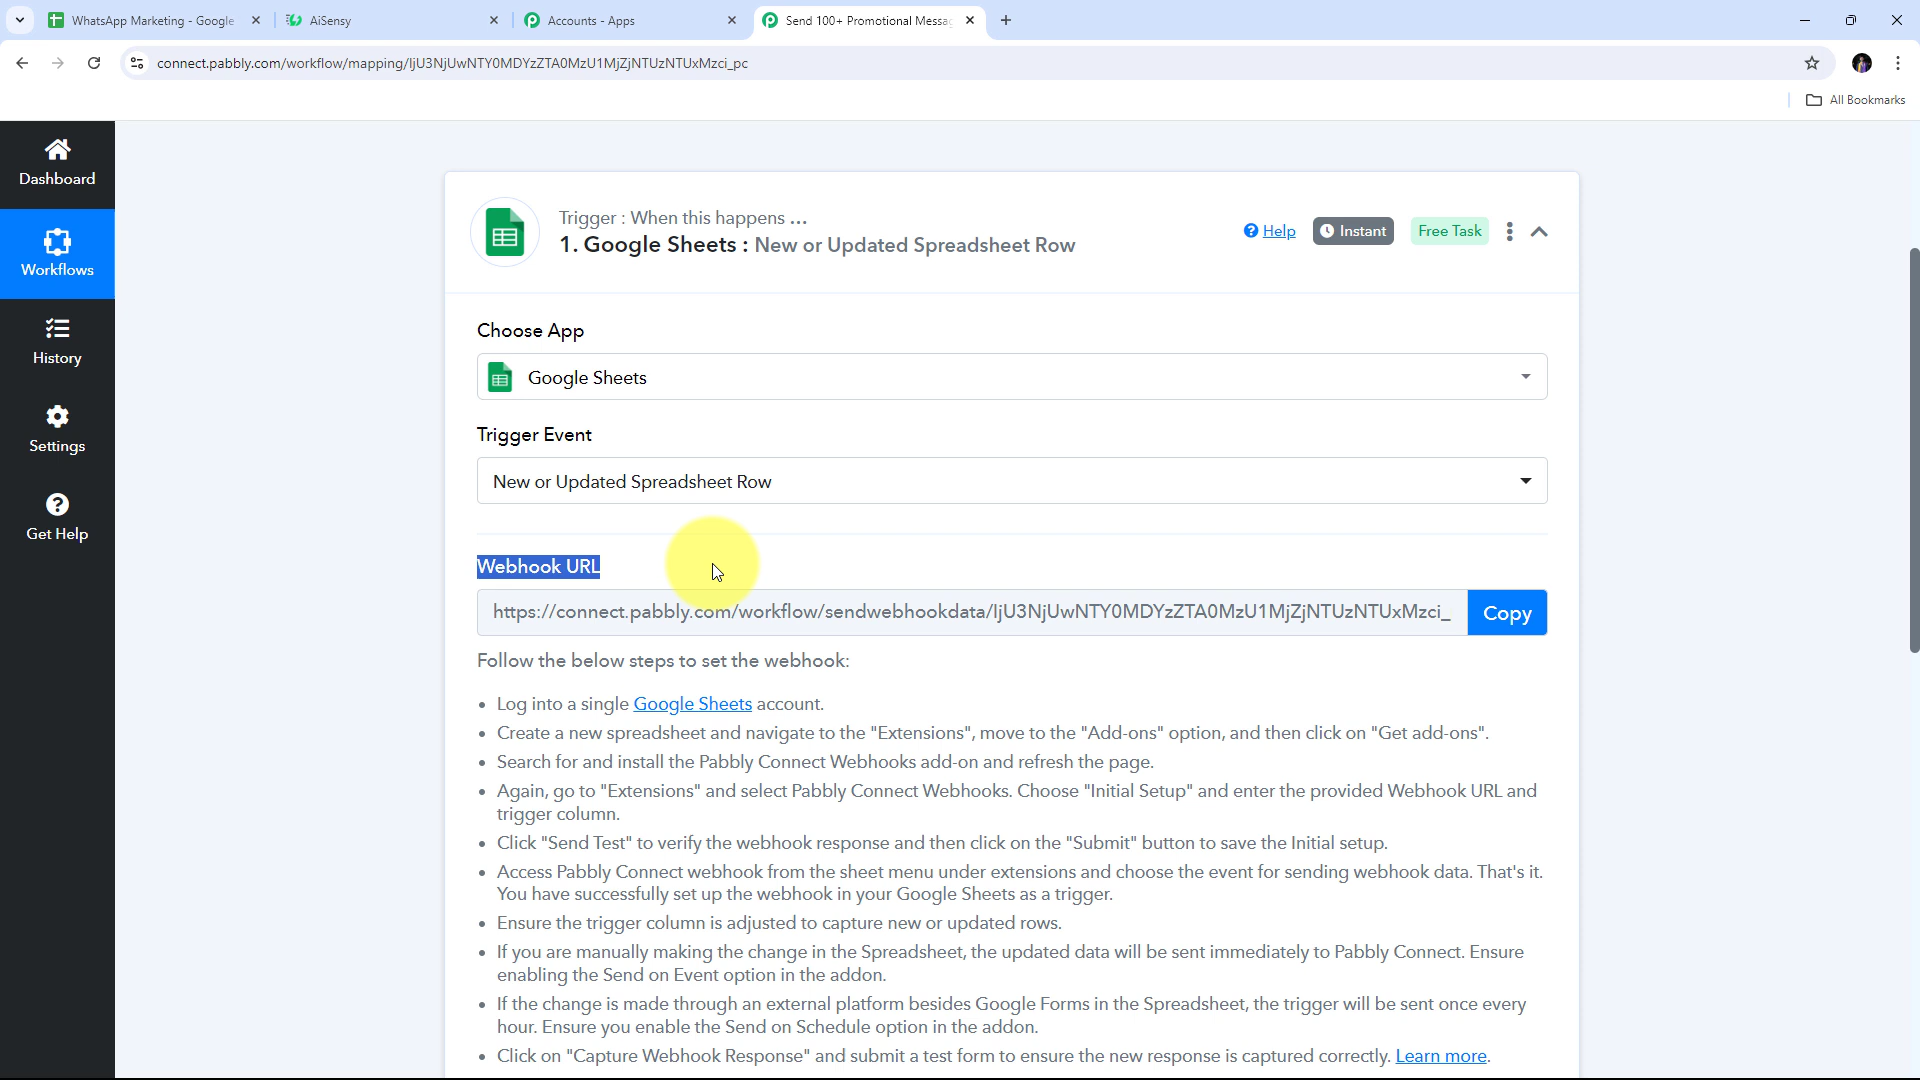 WhatsApp Marketing - Google
AiSensy
Accounts - Apps
Send 100+ Promotional Messa
connect.pabbly.com/workflow/mapping/IjU3NjUwNTY0MDYzZTA0MzU1MjZjNTUzNTUxMzci_pc
All Bookmarks
Dashboard
Workflows
History
Settings
Get Help
Trigger : When this happens ...
1. Google Sheets : New or Updated Spreadsheet Row
Help
Instant
Free Task
Choose App
Google Sheets
Trigger Event
New or Updated Spreadsheet Row
Webhook URL
https://connect.pabbly.com/workflow/sendwebhookdata/IjU3NjUwNTY0MDYzZTA0MzU1MjZjNTUzNTUxMzci_
Copy
Follow the below steps to set the webhook:
• Log into a single Google Sheets account.
• Create a new spreadsheet and navigate to the "Extensions", move to the "Add-ons" option, and then click on "Get add-ons".
• Search for and install the Pabbly Connect Webhooks add-on and refresh the page.
• Again, go to "Extensions" and select Pabbly Connect Webhooks. Choose "Initial Setup" and enter the provided Webhook URL and
trigger column.
• Click "Send Test" to verify the webhook response and then click on the "Submit" button to save the Initial setup.
• Access Pabbly Connect webhook from the sheet menu under extensions and choose the event for sending webhook data. That's it.
You have successfully set up the webhook in your Google Sheets as a trigger.
• Ensure the trigger column is adjusted to capture new or updated rows.
• If you are manually making the change in the Spreadsheet, the updated data will be sent immediately to Pabbly Connect. Ensure
enabling the Send on Event option in the addon.
• If the change is made through an external platform besides Google Forms in the Spreadsheet, the trigger will be sent once every
hour. Ensure you enable the Send on Schedule option in the addon.
• Click on "Capture Webhook Response" and submit a test form to ensure the new response is captured correctly. Learn more.